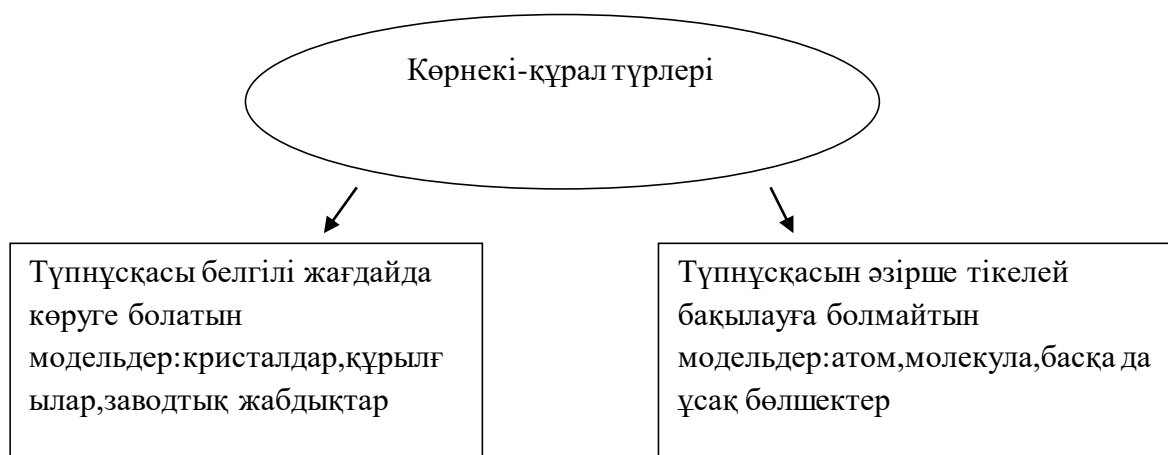 Көрнекі-құрал түрлері
Түпнұсқасы белгілі жағдайда
көруге болатын
модельдер:кристалдар,құрылғ
ылар,заводтық жабдықтар
Түпнұсқасын әзірше тікелей
бақылауға болмайтын
модельдер:атом,молекула,басқа да
ұсақ бөлшектер